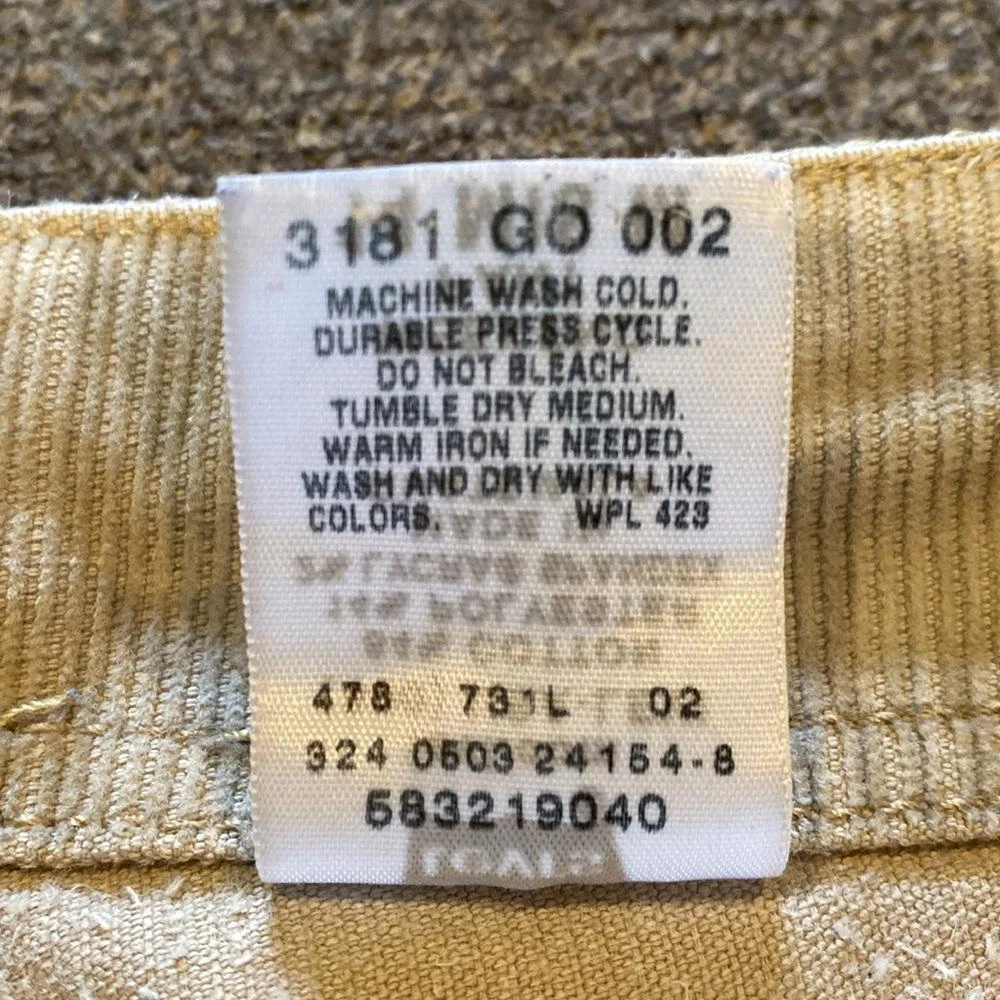 3181 GO 002
MACHINE WASH COLD.
DURABLE PRESS CYCLE.
DO NOT BLEACH.
TUMBLE DRY MEDIUM.
WARM IRON IF NEEDED.
WASH AND DRY WITH LIKE
COLORS. WPL 423
478 731L 02
324 0503 24154-8
583219040